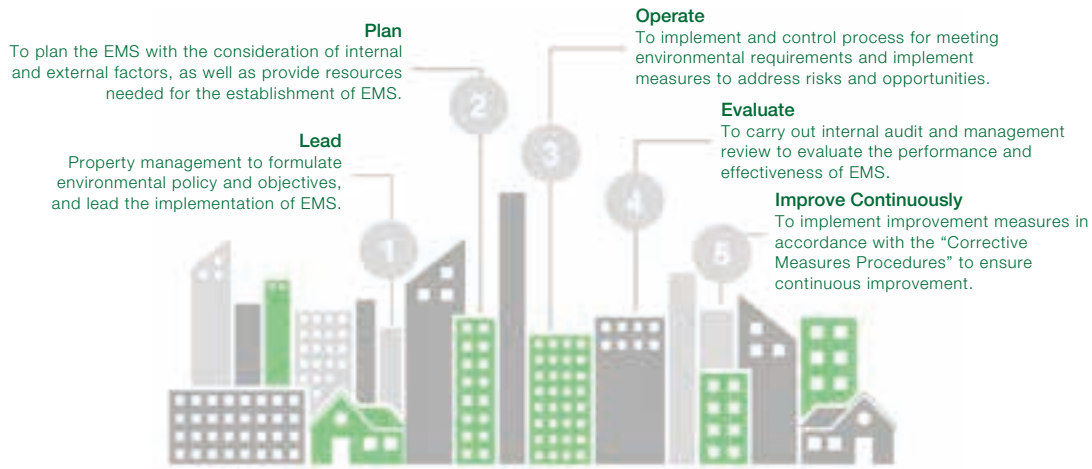 Lead
Property management to formulate
environmental policy and objectives,
and lead the implementation of EMS.
1
Plan
To plan the EMS with the consideration of internal
and external factors, as well as provide resources
needed for the establishment of EMS.
2
Operate
To implement and control process for meeting
environmental requirements and implement
measures to address risks and opportunities.
3
Evaluate
To carry out internal audit and management
review to evaluate the performance and
effectiveness of EMS.
4
Improve Continuously
To implement improvement measures in
accordance with the “Corrective
Measures Procedures” to ensure
continuous improvement.
5